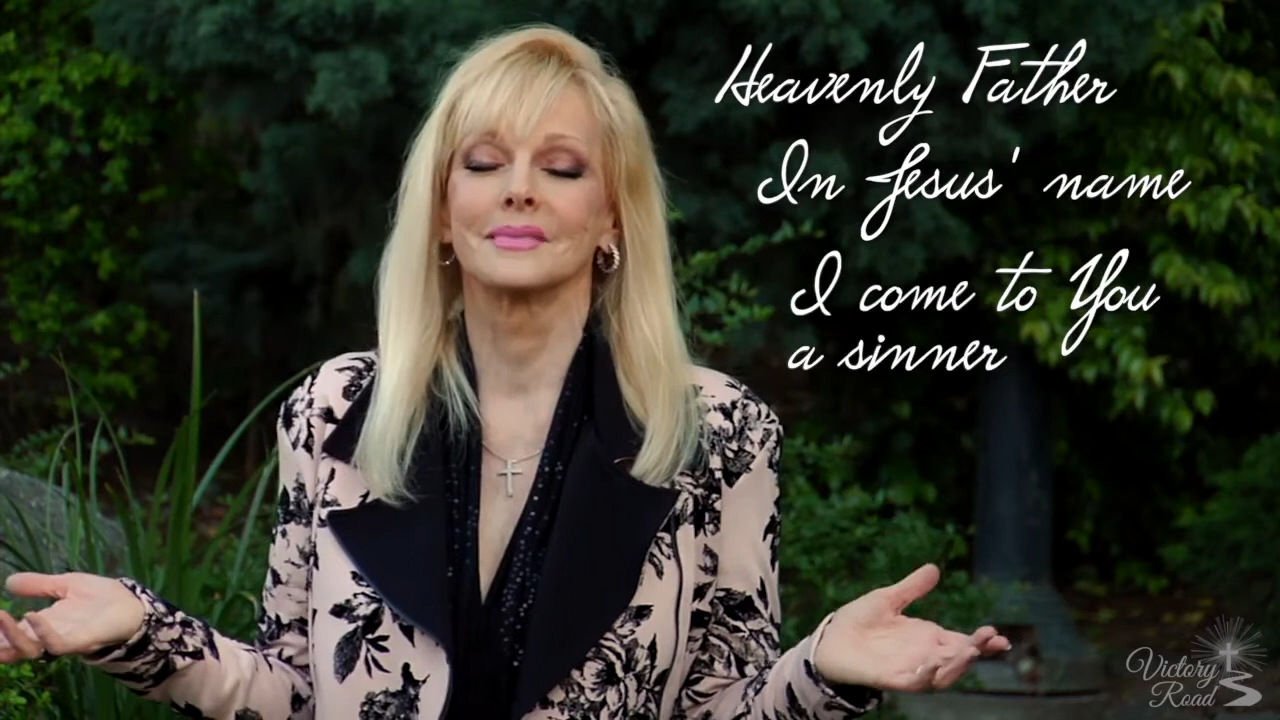 Heavenly Father
In Jesus' name
I come to You
a sinner
Victory
Road